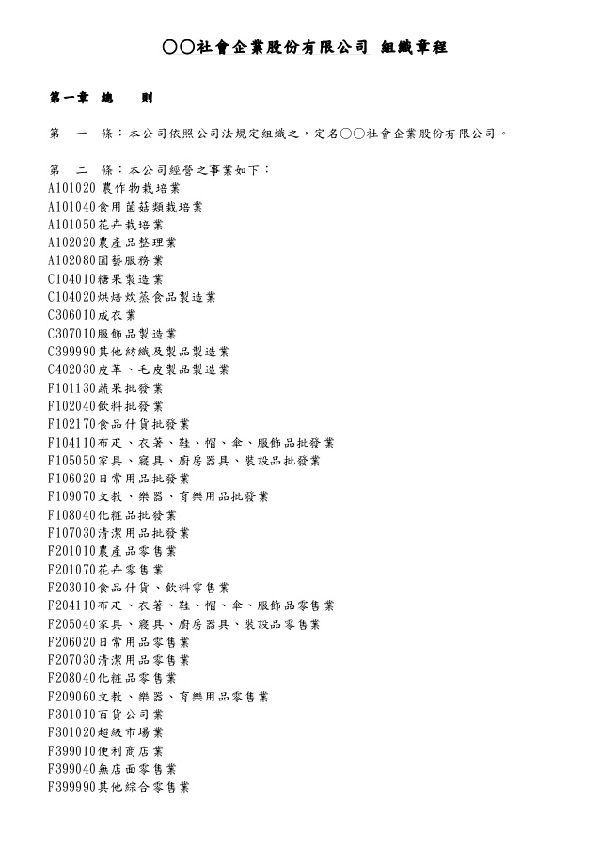 ○○社會企業股份有限公司 組織章程
第一章 總 則
第 一 條：本公司依照公司法規定組織之，定名○○社會企業股份有限公司。
第 二 條：本公司經營之事業如下：
A101020 農作物栽培業
A101040食用菌菇類栽培業
A101050花卉栽培業
A102020農產品整理業
A102080園藝服務業
C104010糖果製造業
C104020烘焙炊蒸食品製造業
C306010成衣業
C307010服飾品製造業
C399990其他紡織及製品製造業
C402030皮革、毛皮製品製造業
F101130蔬果批發業
F102040飲料批發業
F102170食品什貨批發業
F104110布疋、衣著、鞋、帽、傘、服飾品批發業
F105050家具、寢具、廚房器具、裝設品批發業
F106020日常用品批發業
F109070文教、樂器、育樂用品批發業
F108040化粧品批發業
F107030清潔用品批發業
F201010農產品零售業
F201070花卉零售業
F203010食品什貨、飲料零售業
F204110布疋、衣著、鞋、帽、傘、服飾品零售業
F205040家具、寢具、廚房器具、裝設品零售業
F206020日常用品零售業
F207030清潔用品零售業
F208040化粧品零售業
F209060文教、樂器、育樂用品零售業
F301010百貨公司業
F301020超級市場業
F399010便利商店業
F399040無店面零售業
F399990其他綜合零售業